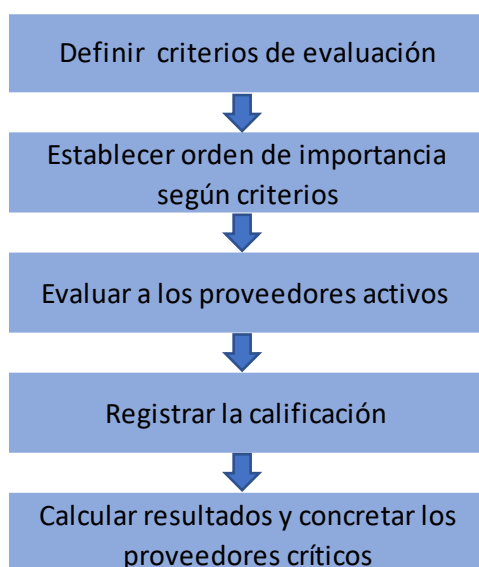 Definir criterios de evaluación
Establecer orden de importancia
según criterios
Evaluar a los proveedores activos
Registrar la calificación
Calcular resultados y concretar los
proveedores críticos